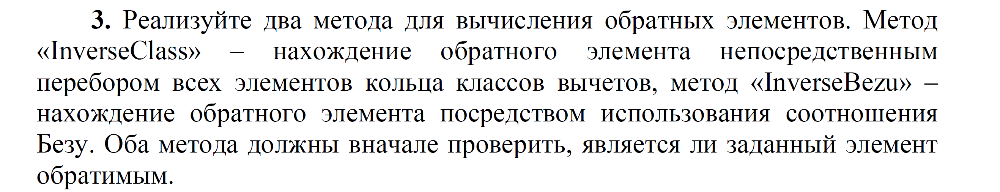 3. Реализуйте два метода для вычисления обратных элементов. Метод
«InverseClass» – нахождение обратного элемента непосредственным
перебором всех элементов кольца классов вычетов, метод «InverseBezu» –
нахождение обратного элемента посредством использования соотношения
Безу. Оба метода должны вначале проверить, является ли заданный элемент
обратимым.